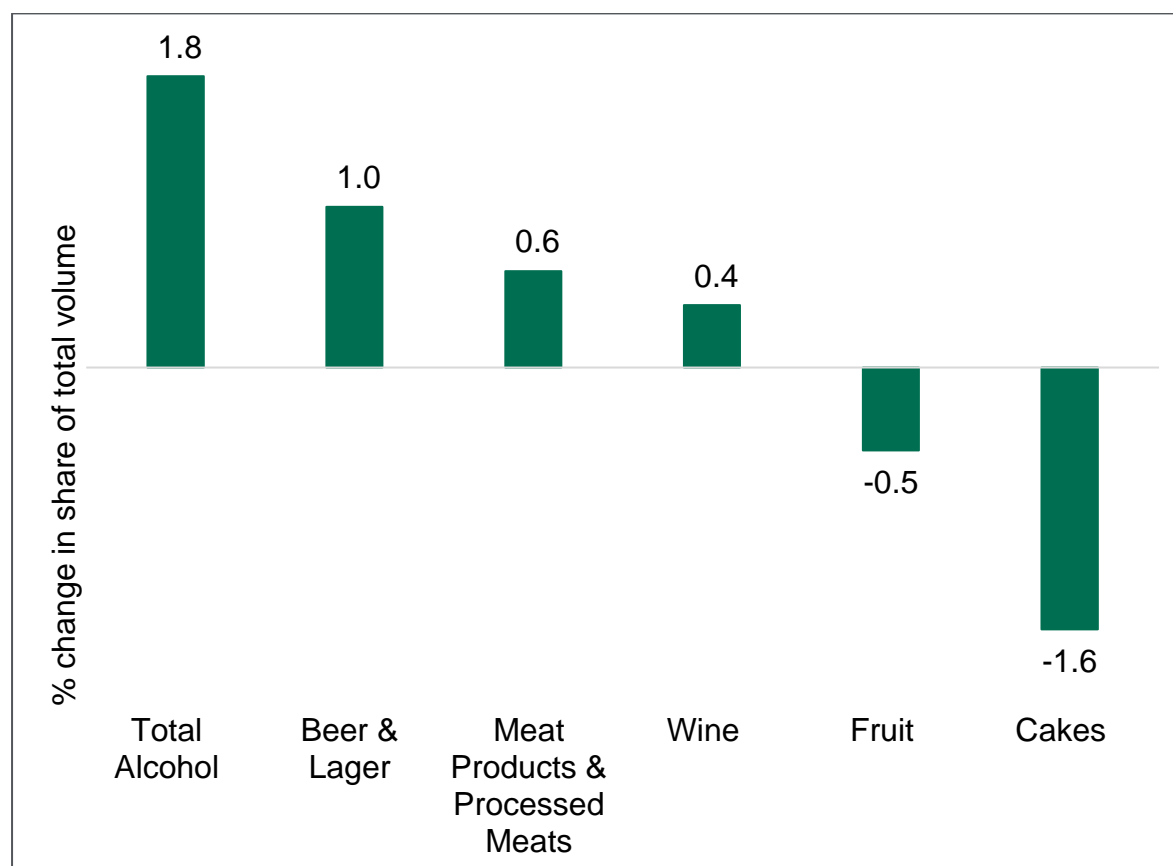 % change in share of total volume
1.8
1.0
0.6
0.4
-0.5
-1.6
Total
Alcohol
Beer &
Lager
Meat
Products &
Processed
Meats
Wine
Fruit
Cakes